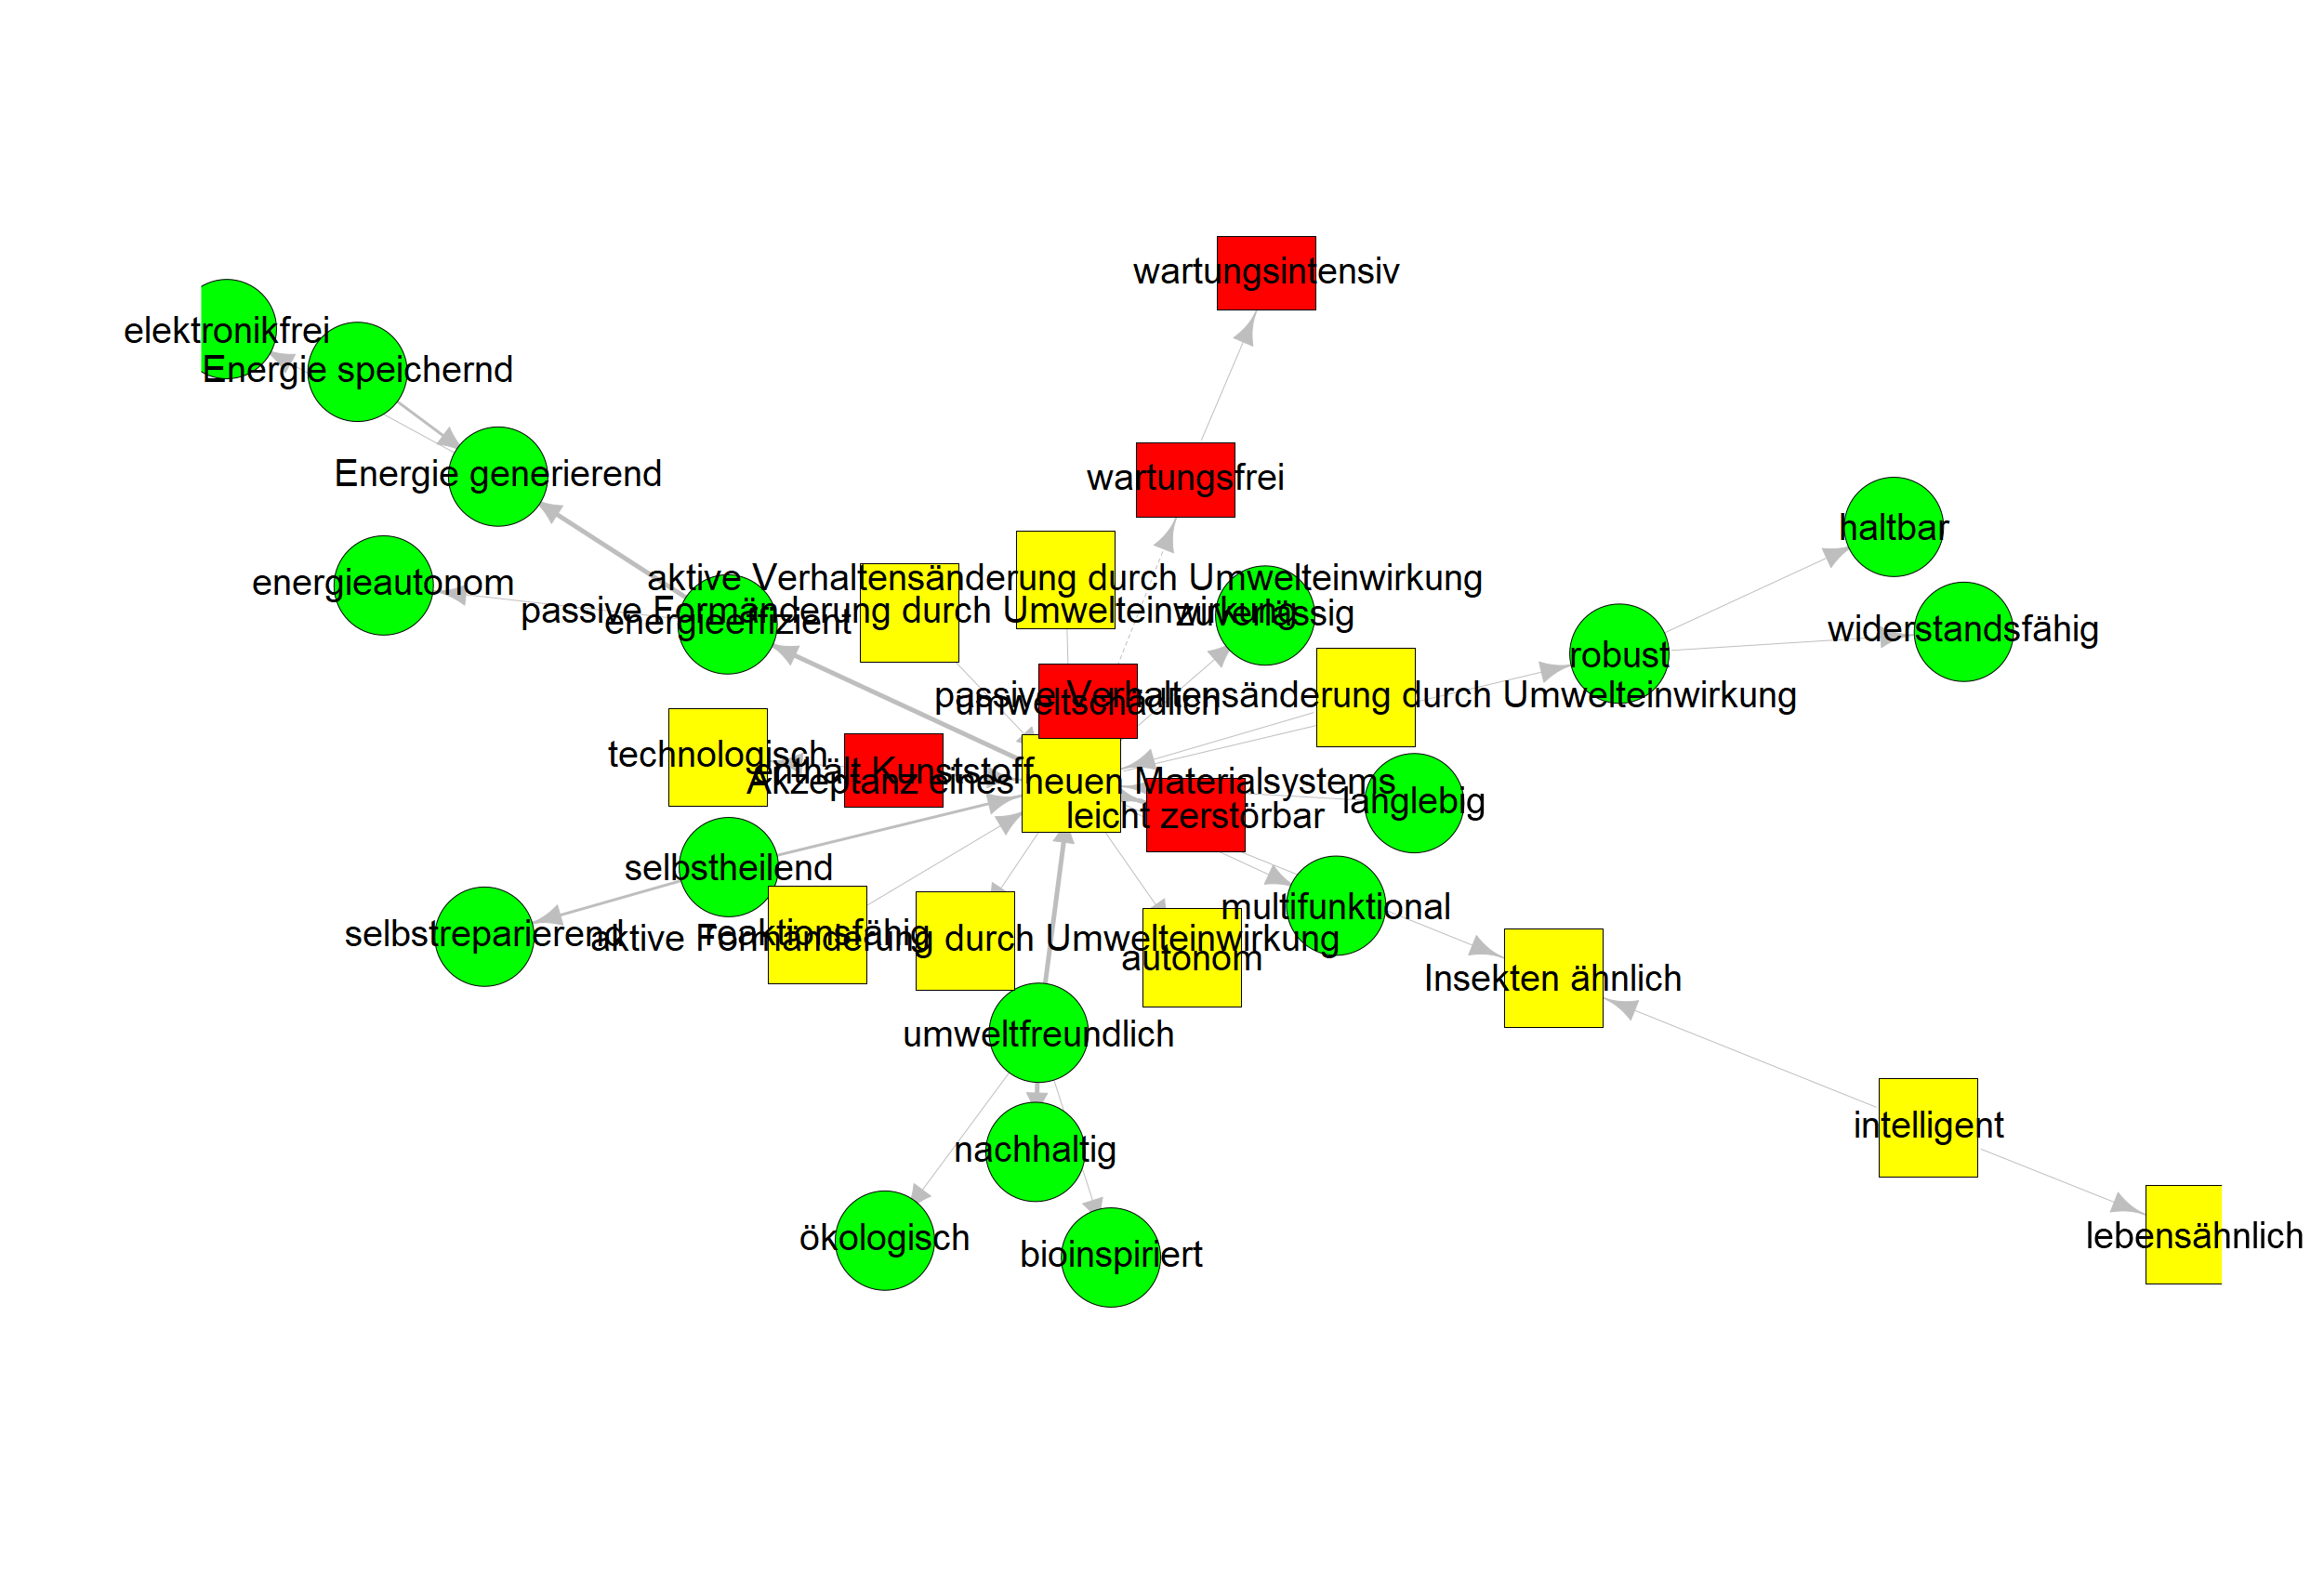 wartungsintensiv
elektronikfrei
Energie speichernd
Energie generierend
wartungsfrei
haltbar
energieautonom
aktive Verhaltensänderung durch Umwelteinwirkung
passive Formänderung durch Umwelteinwirkung
zuverlässig
energieeffizient
widerstandsfähig
robust
passive Verhaltensänderung durch Umwelteinwirkung
umweltschädlich
technologisch
enthält Kunststoff
Akzeptanz eines neuen Materialsystems
langlebig
leicht zerstörbar
selbstheilend
multifunktional
selbstreparierend
reaktionsfähig
aktive Formänderung durch Umwelteinwirkung
autonom
Insekten ähnlich
umweltfreundlich
intelligent
nachhaltig
ökologisch
lebensähnlich
bioinspiriert